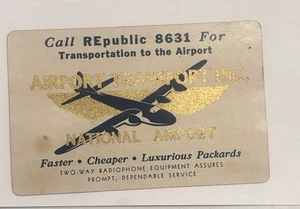 Call REpublic 8631 For
Transportation to the Airport
AIRPORT TRANSPORT INC.
NATIONAL AIRPORT
Faster • Cheaper • Luxurious Packards
TWO-WAY RADIOPHONE EQUIPMENT ASSURES
PROMPT, DEPENDABLE SERVICE